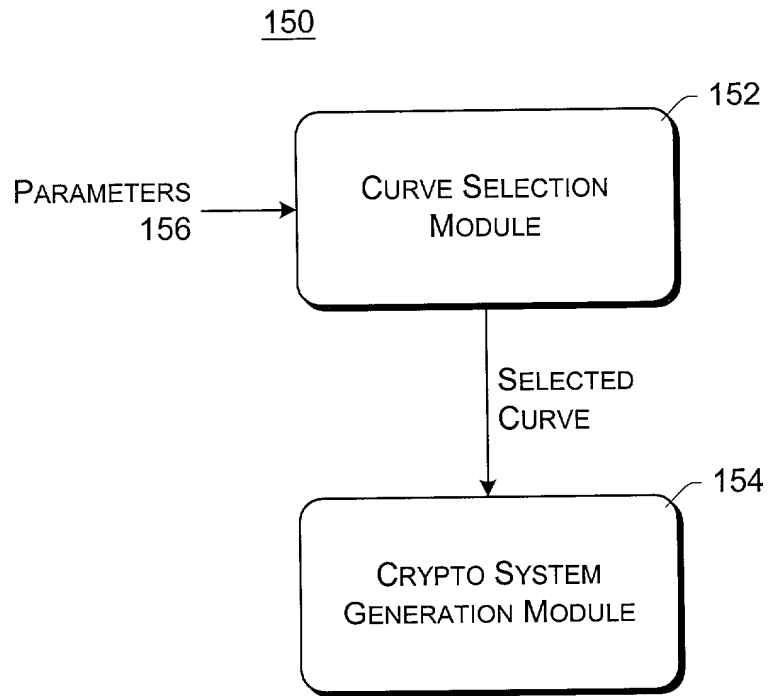 150
152
PARAMETERS
156
CURVE SELECTION
MODULE
SELECTED
CURVE
154
CRYPTO SYSTEM
GENERATION MODULE